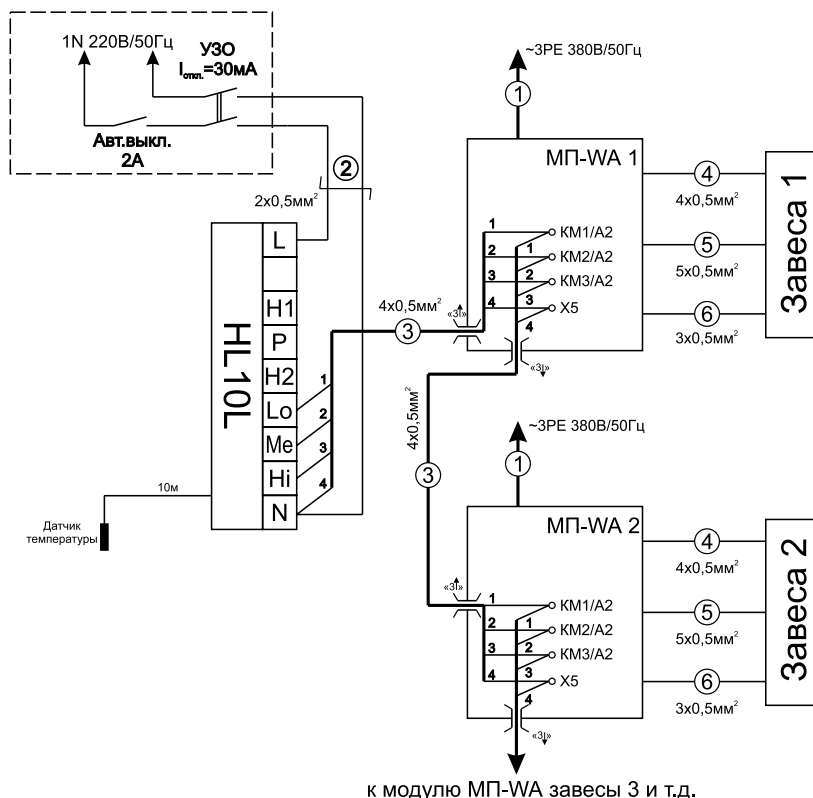 1N 220В/50Гц
УЗО
Iоткл.=30мА
Авт.выкл.
2А
2
2х0,5мм²
HL10L
L
H1
P
H2
Lo
Me
Hi
N
1
2
3
4
10м
Датчик
температуры
4х0,5мм²
3
«3|»
~3PE 380В/50Гц
1
МП-WA 1
1
2
3
4
КМ1/А2
КМ2/А2
КМ3/А2
Х5
1
2
3
4
«3|»
4
4х0,5мм²
5
5х0,5мм²
6
3х0,5мм²
Завеса 1
4х0,5мм²
3
~3PE 380В/50Гц
1
МП-WA 2
«3|»
1
2
3
4
КМ1/А2
КМ2/А2
КМ3/А2
Х5
1
2
3
4
«3|»
4
4х0,5мм²
5
5х0,5мм²
6
3х0,5мм²
Завеса 2
к модулю МП-WA завесы 3 и т.д.